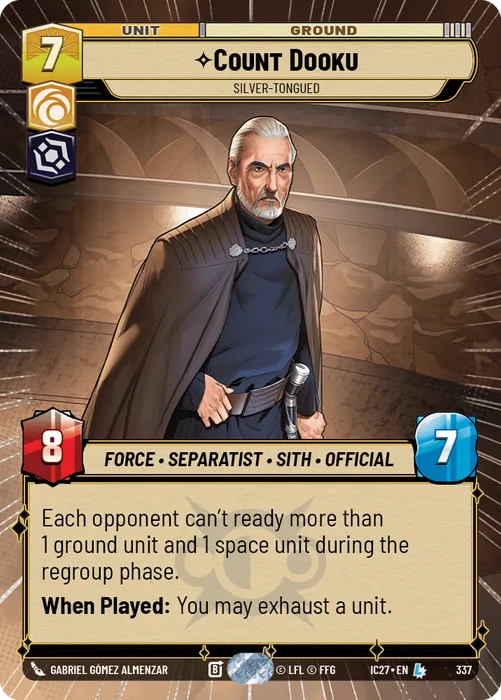 UNIT
GROUND
7
COUNT DOOKU
SILVER-TONGUED
8
7
FORCE • SEPARATIST • SITH • OFFICIAL
Each opponent can't ready more than
1 ground unit and 1 space unit during the
regroup phase.
When Played: You may exhaust a unit.
GABRIEL GÓMEZ ALMENZAR
B
© LFL © FFG
IC27 • EN
L
337